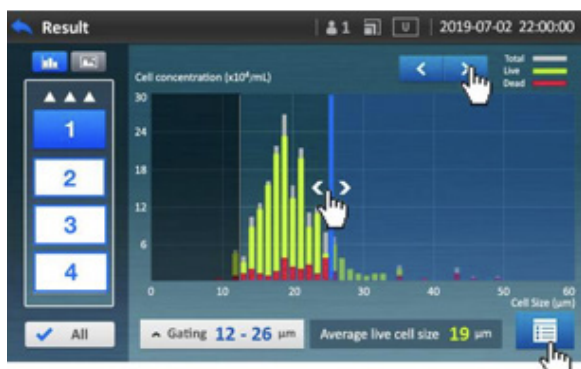 Result
1
U
2019-07-02 22:00:00
Cell concentration (x10⁴/mL)
Total
Live
Dead
1
2
3
4
All
30
24
18
12
6
0 10 20 30 40 50 60
Cell Size (μm)
Gating 12 - 26 μm
Average live cell size 19 μm